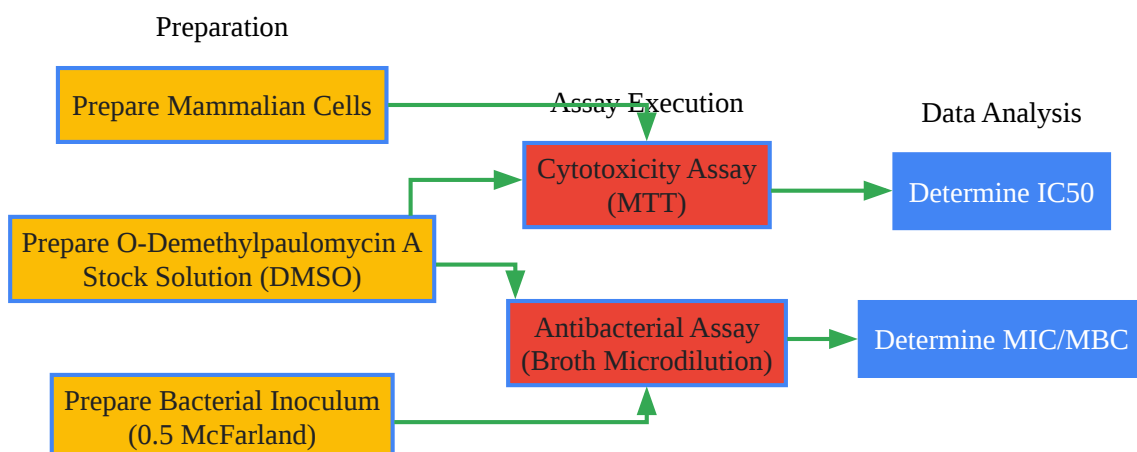 Preparation
Prepare Mammalian Cells
Assay Execution
Data Analysis
Cytotoxicity Assay
(MTT)
Determine IC50
Prepare O-Demethylpaulomycin A
Stock Solution (DMSO)
Antibacterial Assay
(Broth Microdilution)
Determine MIC/MBC
Prepare Bacterial Inoculum
(0.5 McFarland)